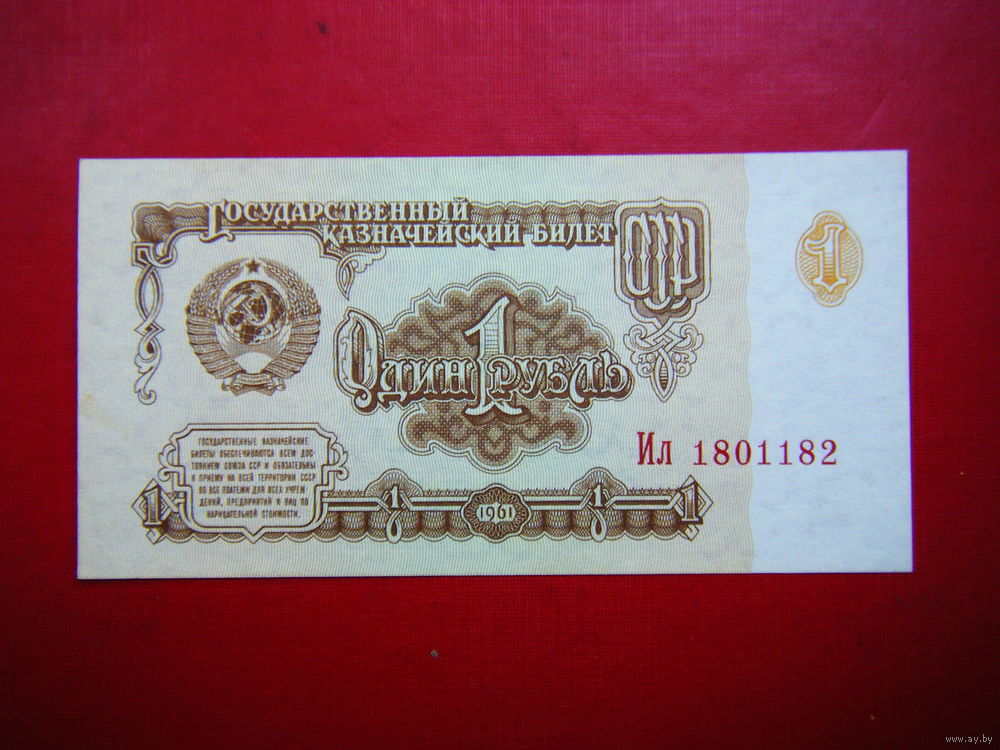 Государственный
казначейский билет
СССР
1
Один 1 рубль
Ил 1801182
ГОСУДАРСТВЕННЫЕ КАЗНАЧЕЙСКИЕ
БИЛЕТЫ ОБЕСПЕЧИВАЮТСЯ ВСЕМ ДОС-
ТОЯНИЕМ СОЮЗА ССР И ОБЯЗАТЕЛЬНЫ
К ПРИЕМУ НА ВСЕЙ ТЕРРИТОРИИ СССР
ВО ВСЕ ПЛАТЕЖИ ДЛЯ ВСЕХ УЧРЕЖ-
ДЕНИЙ, ПРЕДПРИЯТИЙ И ЛИЦ ПО
НАРИЦАТЕЛЬНОЙ СТОИМОСТИ.
1 1 1961 1 1
www.ay.by